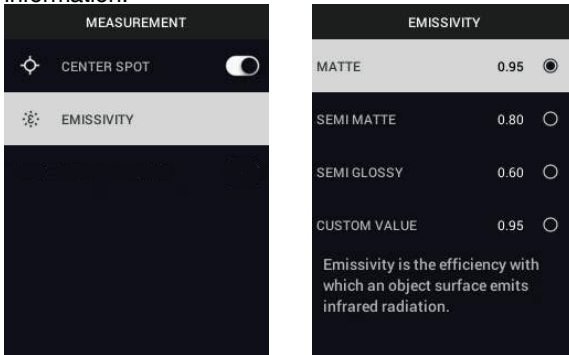 information.
MEASUREMENT
CENTER SPOT
EMISSIVITY
EMISSIVITY
MATTE 0.95
SEMI MATTE 0.80
SEMI GLOSSY 0.60
CUSTOM VALUE 0.95
Emissivity is the efficiency with
which an object surface emits
infrared radiation.